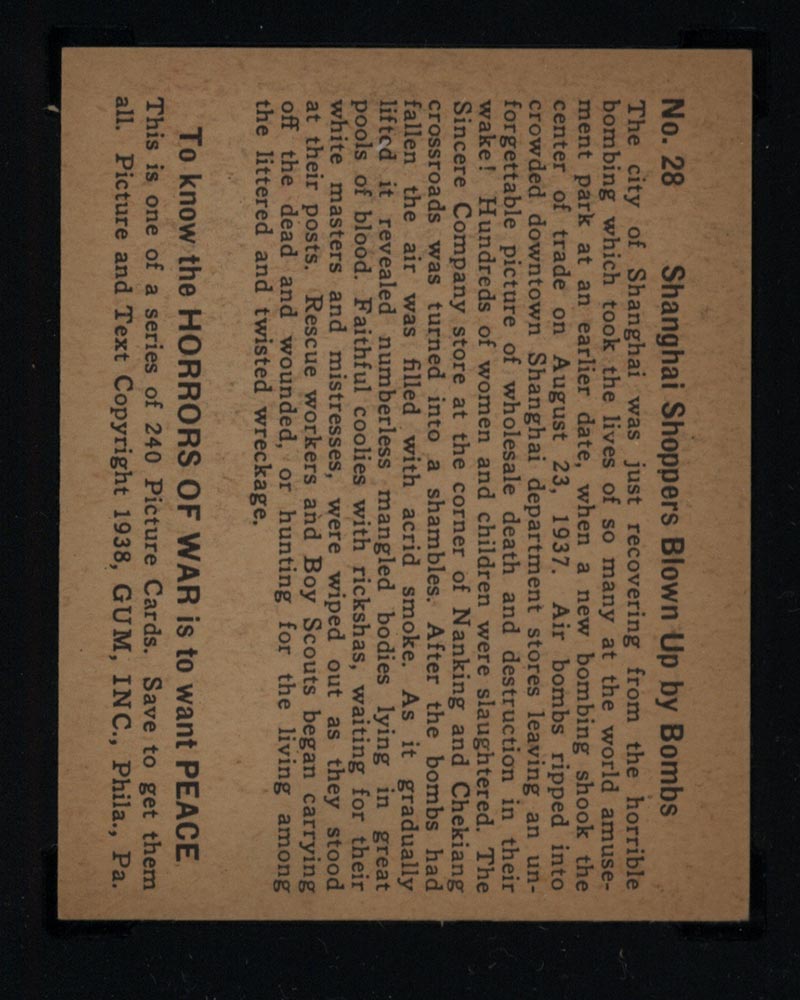 No. 28 Shanghai Shoppers Blown Up by Bombs
The city of Shanghai was just recovering from the horrible
bombing which took the lives of so many at the world amuse-
ment park at an earlier date, when a new bombing shook the
center of trade on August 23, 1937. Air bombs ripped into
crowded downtown Shanghai department stores leaving an un-
forgettable picture of wholesale death and destruction in their
wake! Hundreds of women and children were slaughtered. The
Sincere Company store at the corner of Nanking and Chekiang
crossroads was turned into a shambles. After the bombs had
fallen the air was filled with acrid smoke. As it gradually
lifted it revealed numberless mangled bodies lying in great
pools of blood. Faithful coolies with rickshas, waiting for their
white masters and mistresses, were wiped out as they stood
at their posts. Rescue workers and Boy Scouts began carrying
off the dead and wounded, or hunting for the living among
the littered and twisted wreckage.
To know the HORRORS OF WAR is to want PEACE
This is one of a series of 240 Picture Cards. Save to get them
all. Picture and Text Copyright 1938, GUM, INC., Phila., Pa.